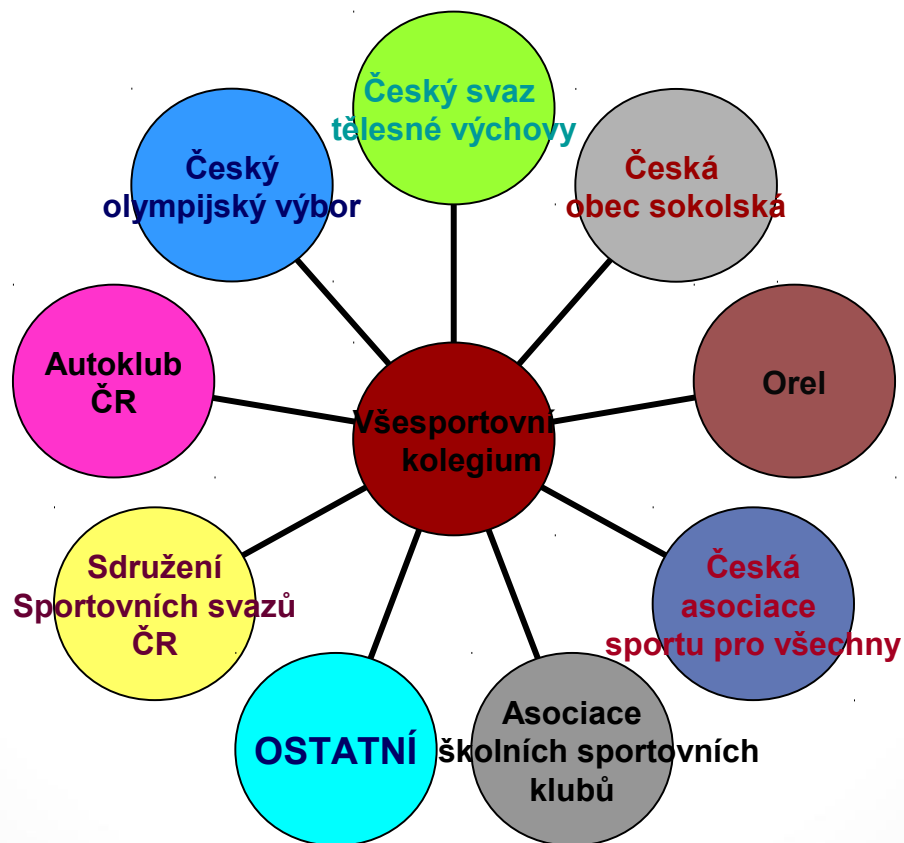 Český svaz
tělesné výchovy
Český
olympijský výbor
Česká
obec sokolská
Autoklub
ČR
Orel
Všesportovní
kolegium
Sdružení
Sportovních svazů
ČR
Česká
asociace
sportu pro všechny
OSTATNÍ
Asociace
školních sportovních
klubů